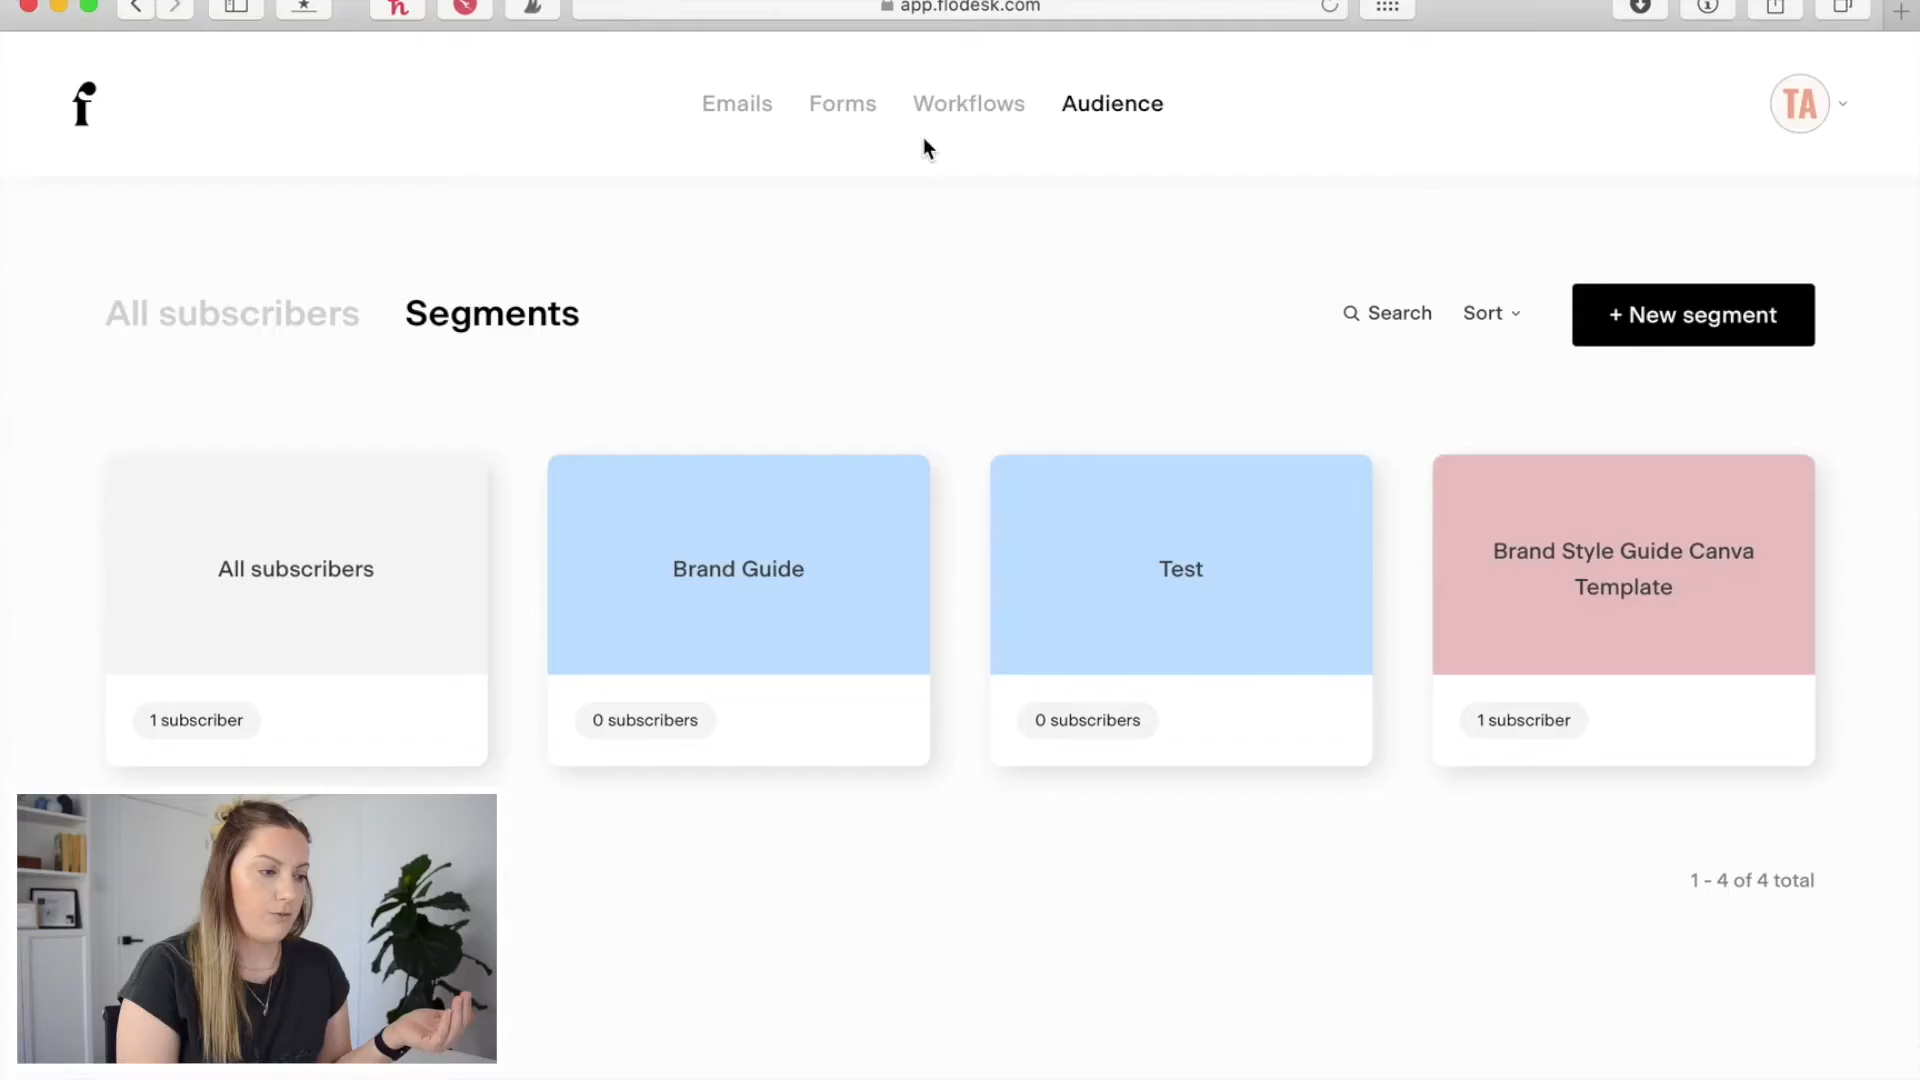 app.flodesk.com
f
Emails Forms Workflows Audience
TA
All subscribers Segments
Search Sort + New segment
All subscribers
Brand Guide
Test
Brand Style Guide Canva
Template
1 subscriber
0 subscribers
0 subscribers
1 subscriber
1 - 4 of 4 total